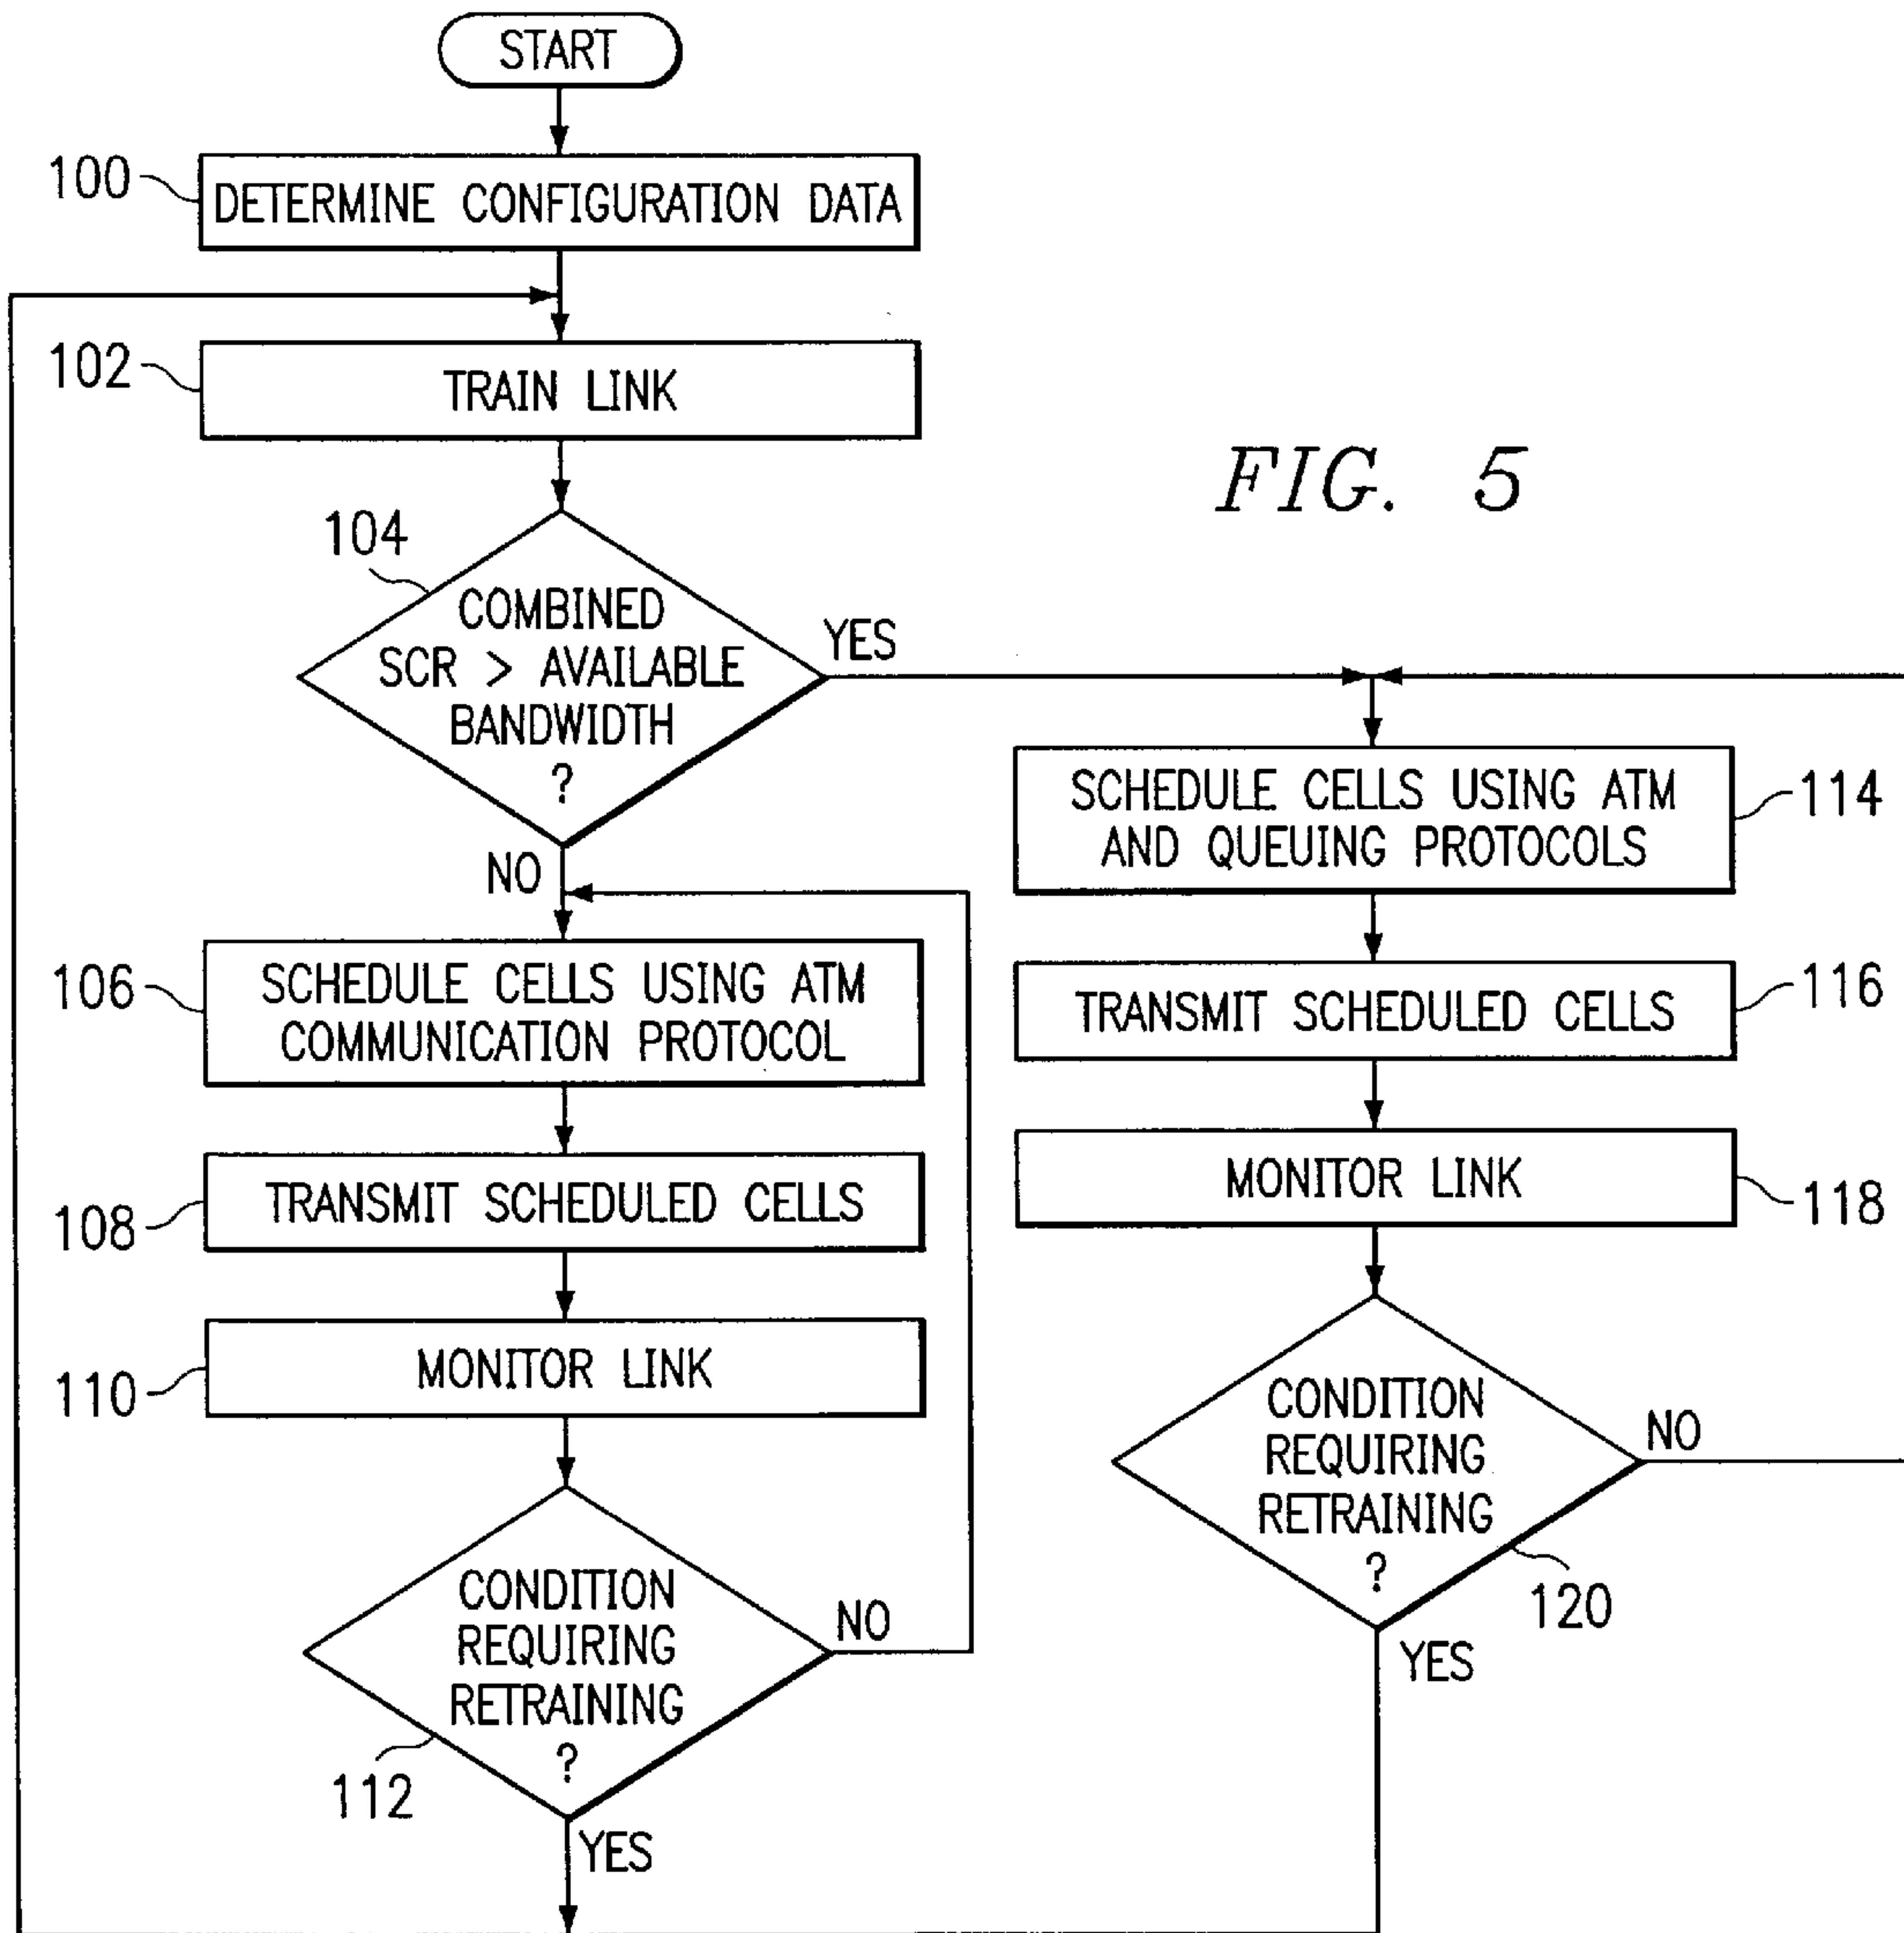 START
100
DETERMINE CONFIGURATION DATA
102
TRAIN LINK
FIG. 5
104
COMBINED
SCR > AVAILABLE
BANDWIDTH
?
YES
NO
106
SCHEDULE CELLS USING ATM
COMMUNICATION PROTOCOL
108
TRANSMIT SCHEDULED CELLS
110
MONITOR LINK
CONDITION
REQUIRING
RETRAINING
?
NO
112
YES
SCHEDULE CELLS USING ATM
AND QUEUING PROTOCOLS
114
TRANSMIT SCHEDULED CELLS
116
MONITOR LINK
118
CONDITION
REQUIRING
RETRAINING
?
NO
120
YES